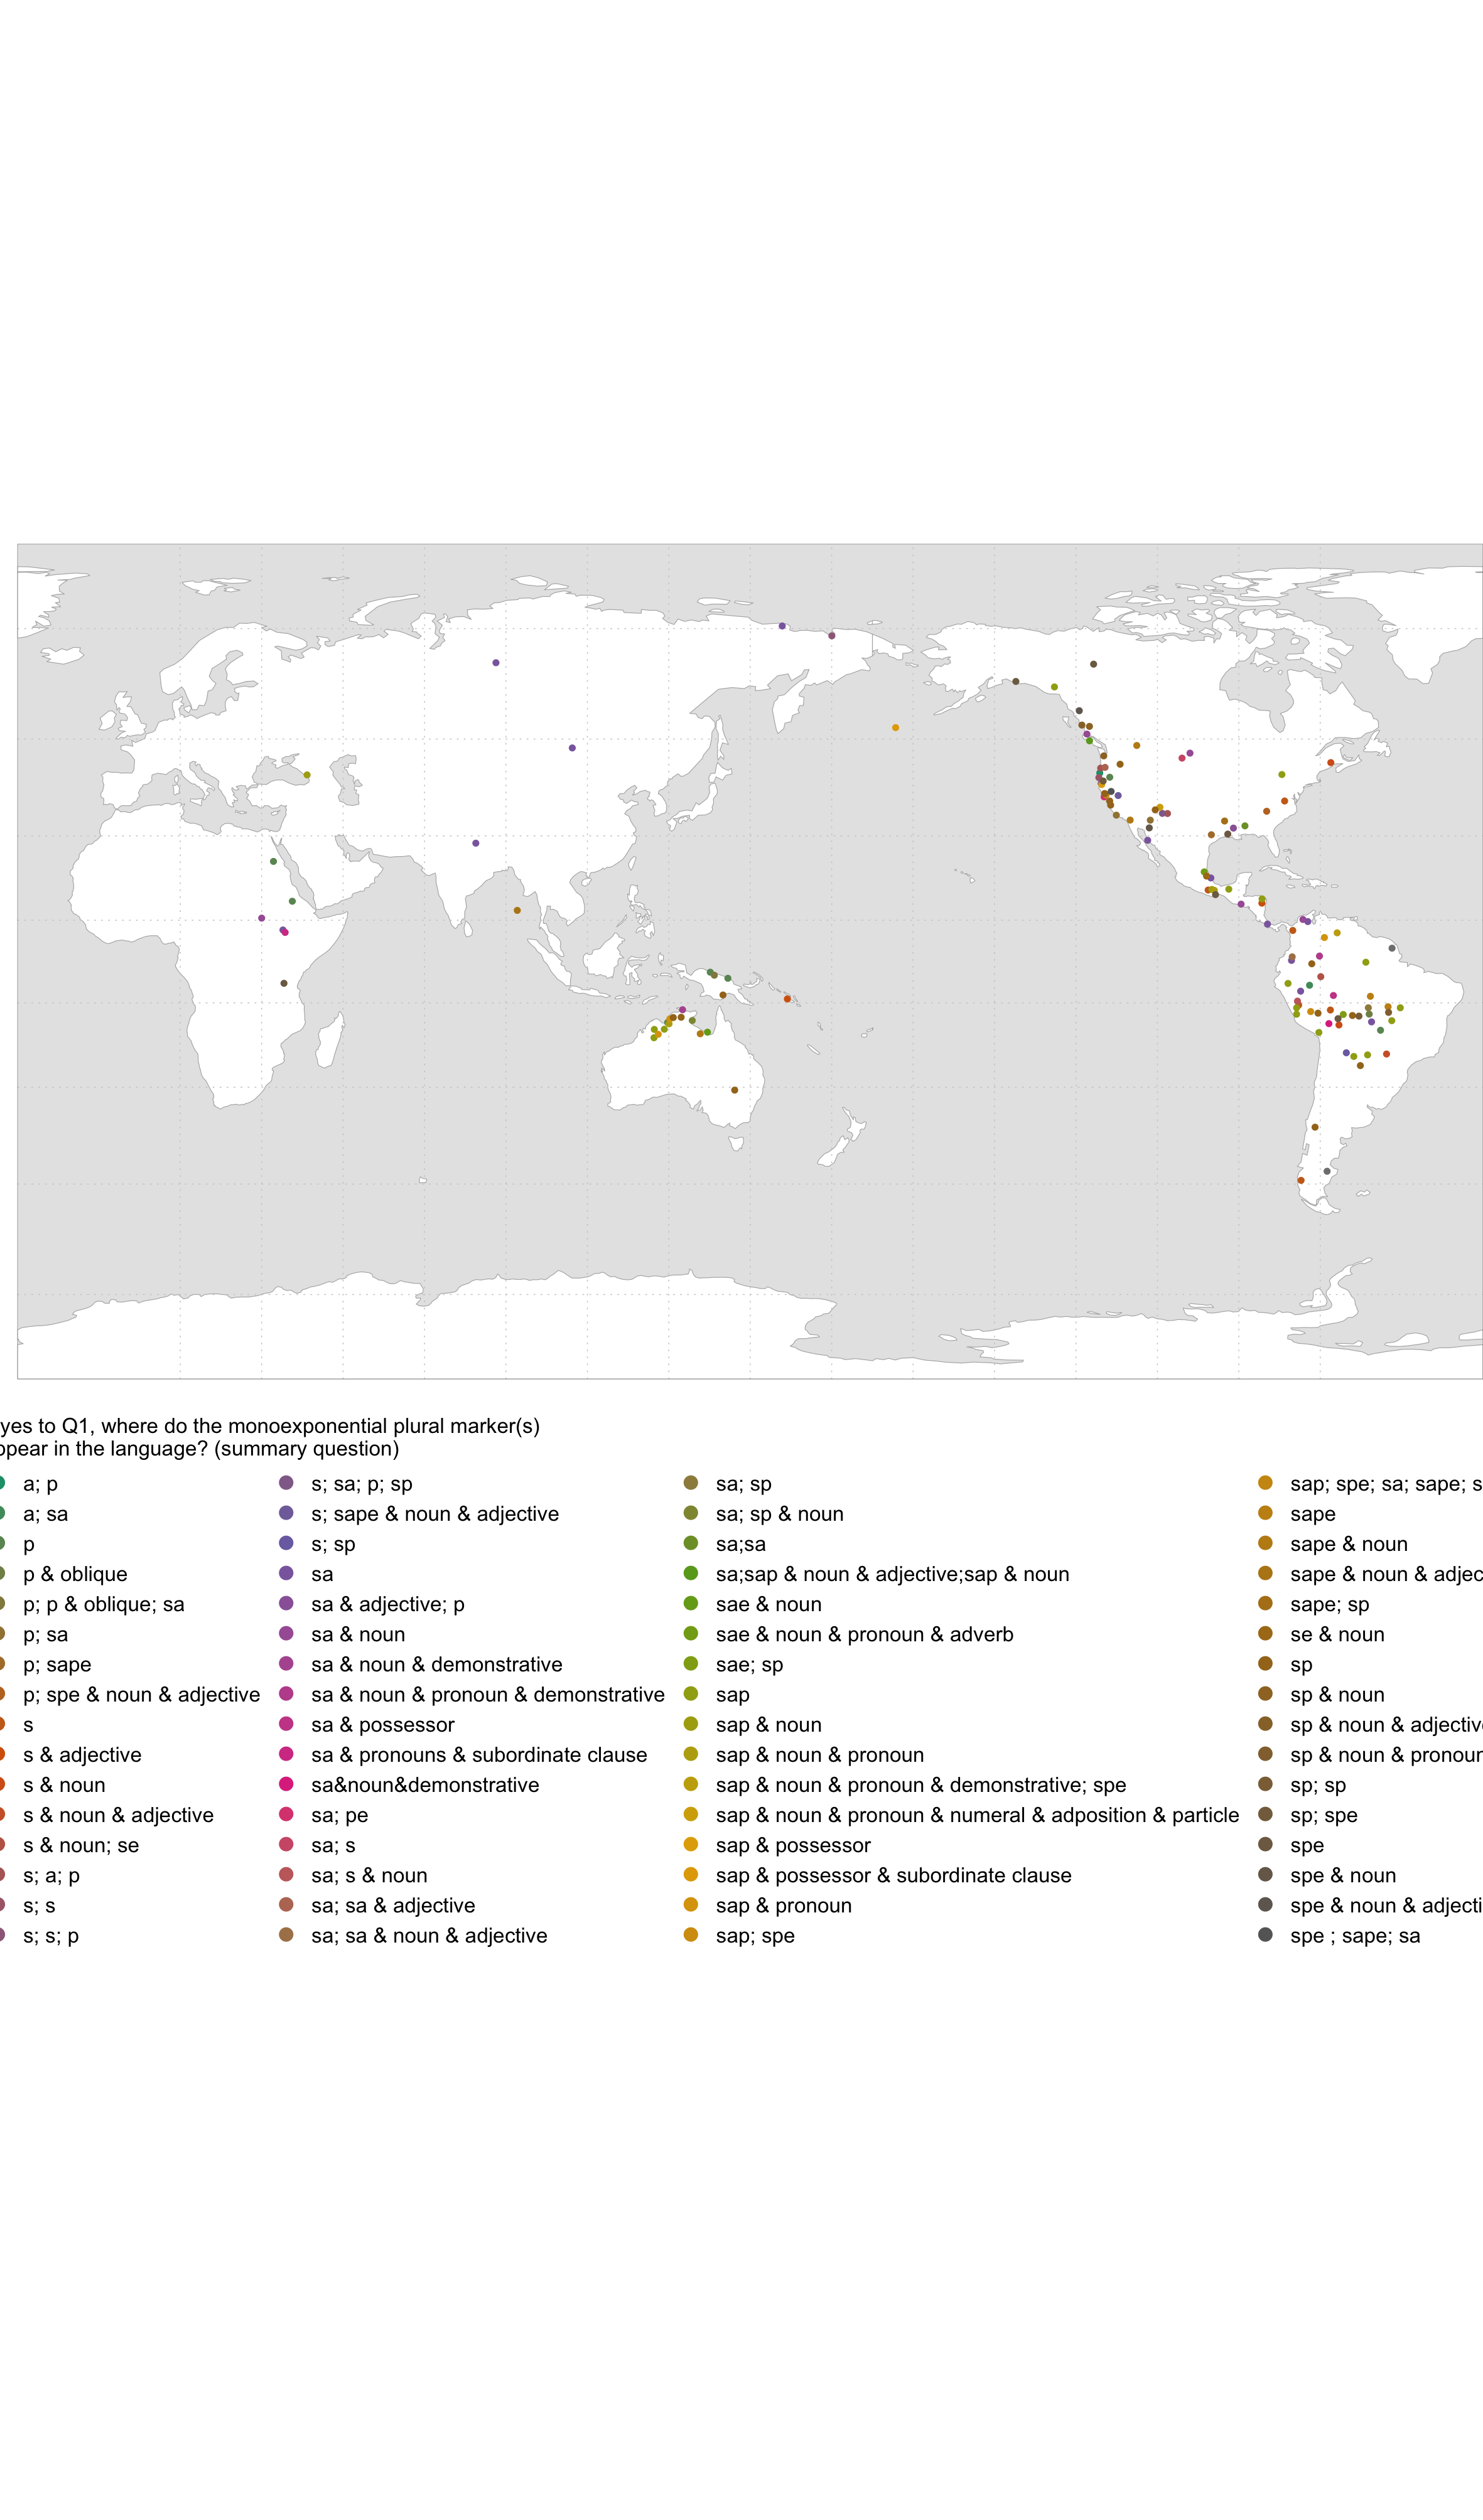 yes to Q1, where do the monoexponential plural marker(s)
ppear in the language? (summary question)
a; p
a; sa
p
p & oblique
p; p & oblique; sa
p; sa
p; sape
p; spe & noun & adjective
s
s & adjective
s & noun
s & noun & adjective
s & noun; se
s; a; p
s; s
s; s; p
s; sa; p; sp
s; sape & noun & adjective
s; sp
sa
sa & adjective; p
sa & noun
sa & noun & demonstrative
sa & noun & pronoun & demonstrative
sa & possessor
sa & pronouns & subordinate clause
sa&noun&demonstrative
sa; pe
sa; s
sa; s & noun
sa; sa & adjective
sa; sa & noun & adjective
sa; sp
sa; sp & noun
sa;sa
sa;sap & noun & adjective;sap & noun
sae & noun
sae & noun & pronoun & adverb
sae; sp
sap
sap & noun
sap & noun & pronoun
sap & noun & pronoun & demonstrative; spe
sap & noun & pronoun & numeral & adposition & particle
sap & possessor
sap & possessor & subordinate clause
sap & pronoun
sap; spe
sap; spe; sa; sape; s
sape
sape & noun
sape & noun & adjec
sape; sp
se & noun
sp
sp & noun
sp & noun & adjectiv
sp & noun & pronour
sp; sp
sp; spe
spe
spe & noun
spe & noun & adjecti
spe ; sape; sa